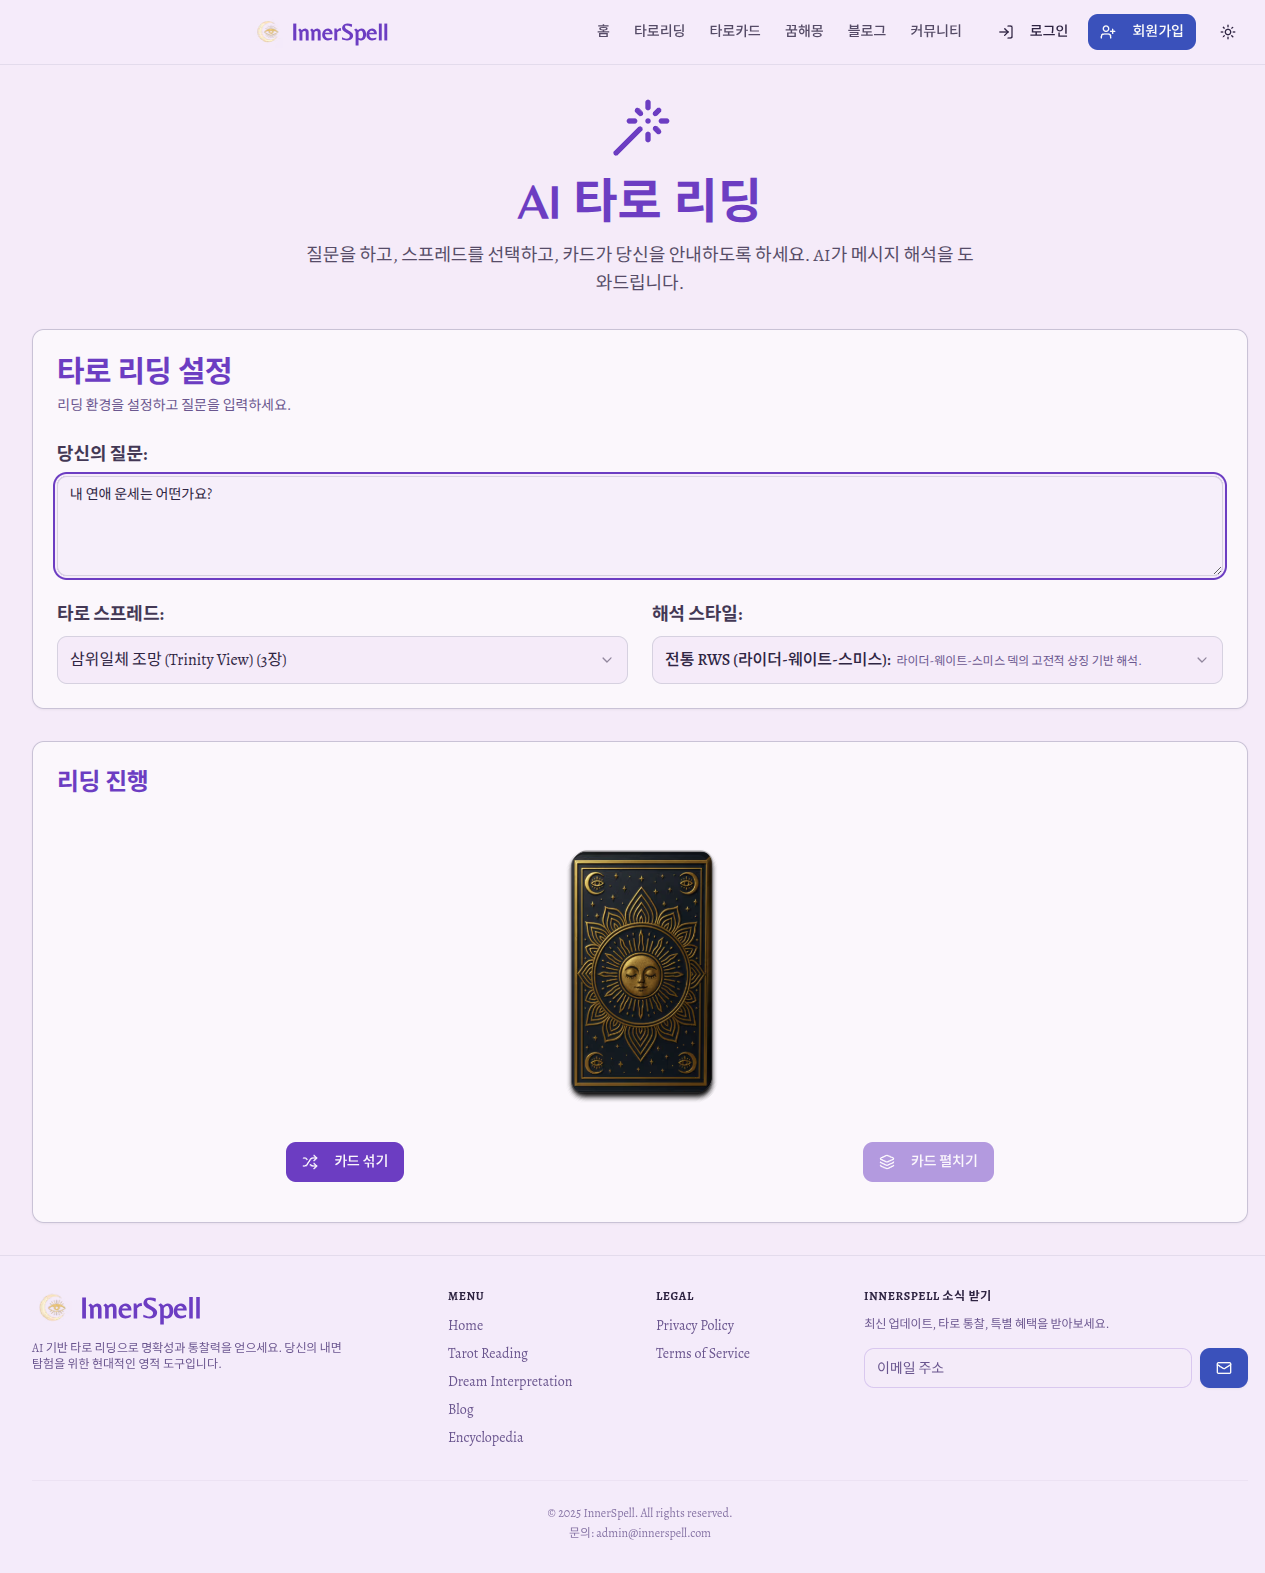 InnerSpell
홈 타로리딩 타로카드 꿈해몽 블로그 커뮤니티 로그인 회원가입
AI 타로 리딩
질문을 하고, 스프레드를 선택하고, 카드가 당신을 안내하도록 하세요. AI가 메시지 해석을 도
와드립니다.
타로 리딩 설정
리딩 환경을 설정하고 질문을 입력하세요.
당신의 질문:
내 연애 운세는 어떤가요?
타로 스프레드:
삼위일체 조망 (Trinity View) (3장)
해석 스타일:
전통 RWS (라이더-웨이트-스미스): 라이더-웨이트-스미스 덱의 고전적 상징 기반 해석.
리딩 진행
카드 섞기
카드 펼치기
InnerSpell
AI 기반 타로 리딩으로 명확성과 통찰력을 얻으세요. 당신의 내면
탐험을 위한 현대적인 영적 도구입니다.
MENU
Home
Tarot Reading
Dream Interpretation
Blog
Encyclopedia
LEGAL
Privacy Policy
Terms of Service
INNERSPELL 소식 받기
최신 업데이트, 타로 통찰, 특별 혜택을 받아보세요.
이메일 주소
© 2025 InnerSpell. All rights reserved.
문의: admin@innerspell.com